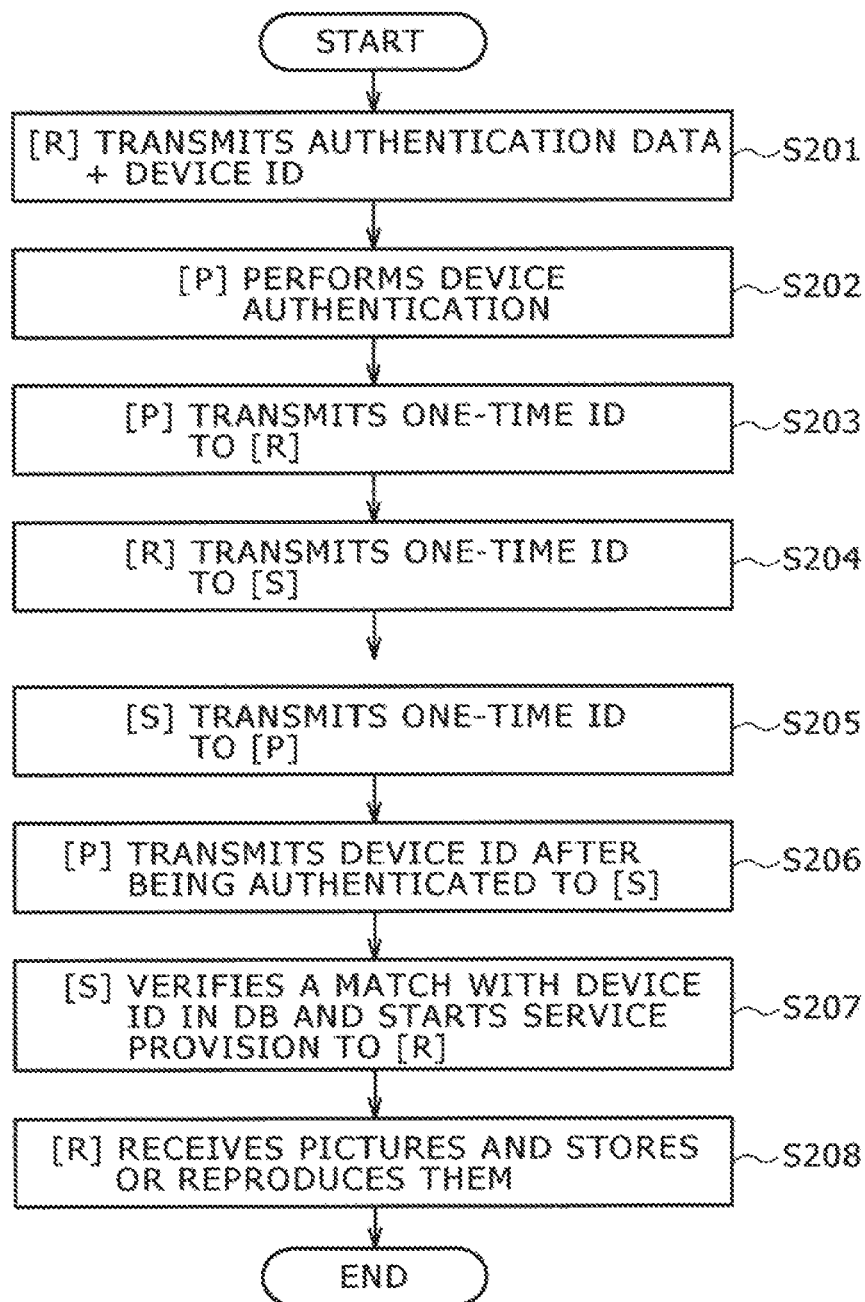 START
[R] TRANSMITS AUTHENTICATION DATA
+ DEVICE ID
S201
[P] PERFORMS DEVICE
AUTHENTICATION
S202
[P] TRANSMITS ONE-TIME ID
TO [R]
S203
[R] TRANSMITS ONE-TIME ID
TO [S]
S204
[S] TRANSMITS ONE-TIME ID
TO [P]
S205
[P] TRANSMITS DEVICE ID AFTER
BEING AUTHENTICATED TO [S]
S206
[S] VERIFIES A MATCH WITH DEVICE
ID IN DB AND STARTS SERVICE
PROVISION TO [R]
S207
[R] RECEIVES PICTURES AND STORES
OR REPRODUCES THEM
S208
END